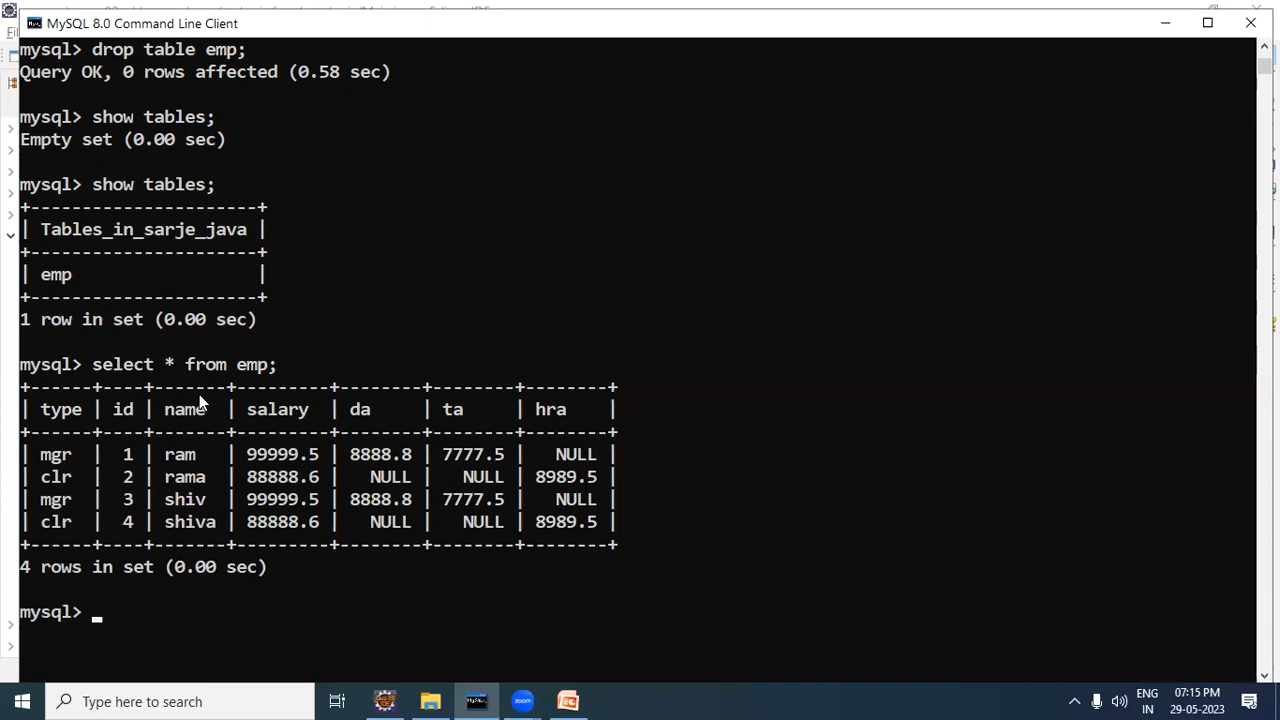 MySQL 8.0 Command Line Client
mysql> drop table emp;
Query OK, 0 rows affected (0.58 sec)
mysql> show tables;
Empty set (0.00 sec)
mysql> show tables;
+----------------------+
| Tables_in_sarje_java |
+----------------------+
| emp                  |
+----------------------+
1 row in set (0.00 sec)
mysql> select * from emp;
+------+----+-------+---------+--------+--------+--------+
| type | id | name  | salary  | da     | ta     | hra    |
+------+----+-------+---------+--------+--------+--------+
| mgr  |  1 | ram   | 99999.5 | 8888.8 | 7777.5 |   NULL |
| clr  |  2 | rama  | 88888.6 |   NULL |   NULL | 8989.5 |
| mgr  |  3 | shiv  | 99999.5 | 8888.8 | 7777.5 |   NULL |
| clr  |  4 | shiva | 88888.6 |   NULL |   NULL | 8989.5 |
+------+----+-------+---------+--------+--------+--------+
4 rows in set (0.00 sec)
mysql> _
Type here to search
zoom
ENG
IN
07:15 PM
29-05-2023